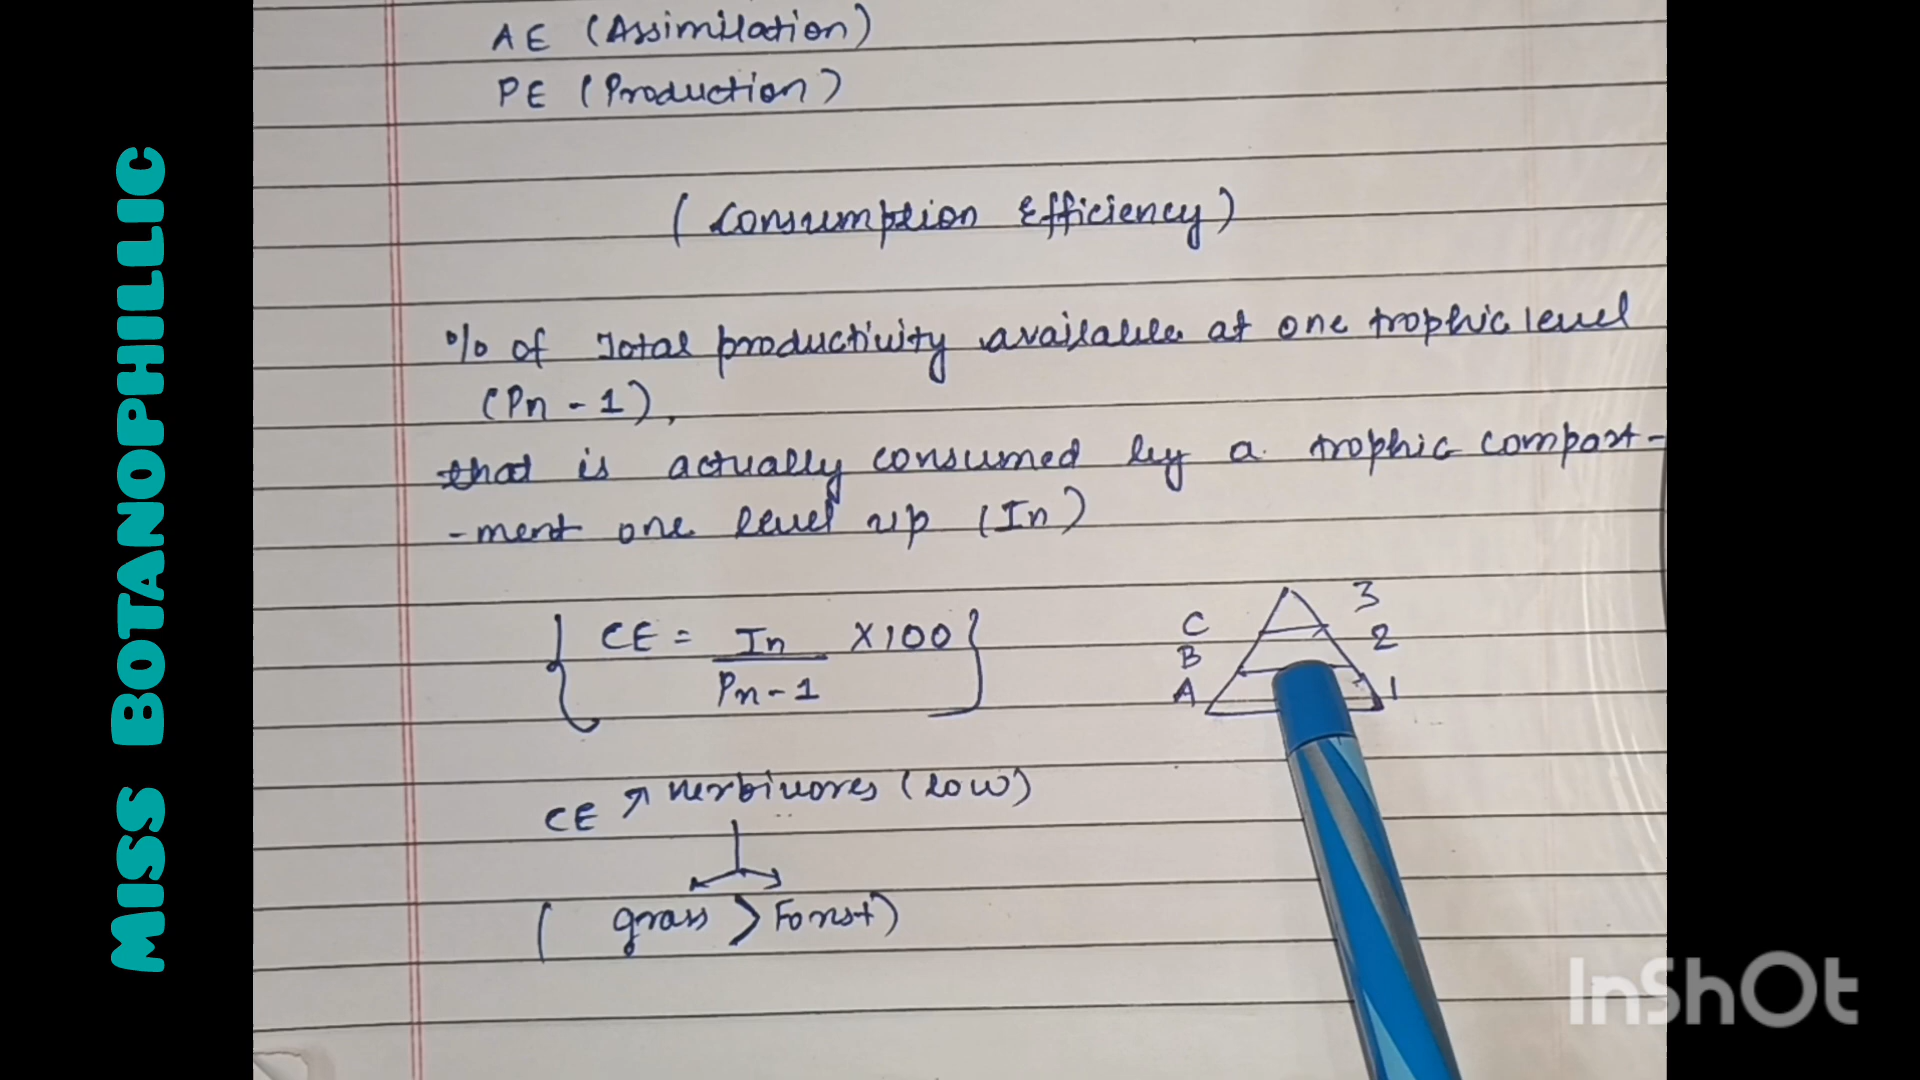 AE (Assimilation)
PE (Production)
(Consumption Efficiency)
% of Total productivity available at one trophic level
(Pn - 1),
that is actually consumed by a trophic compart-
-ment one level up (In)
CE = In X100
Pn - 1
C 3
B 2
A 1
CE herbivores (low)
(grass > Forest)
MISS BOTANOPHILLIC
InShOt